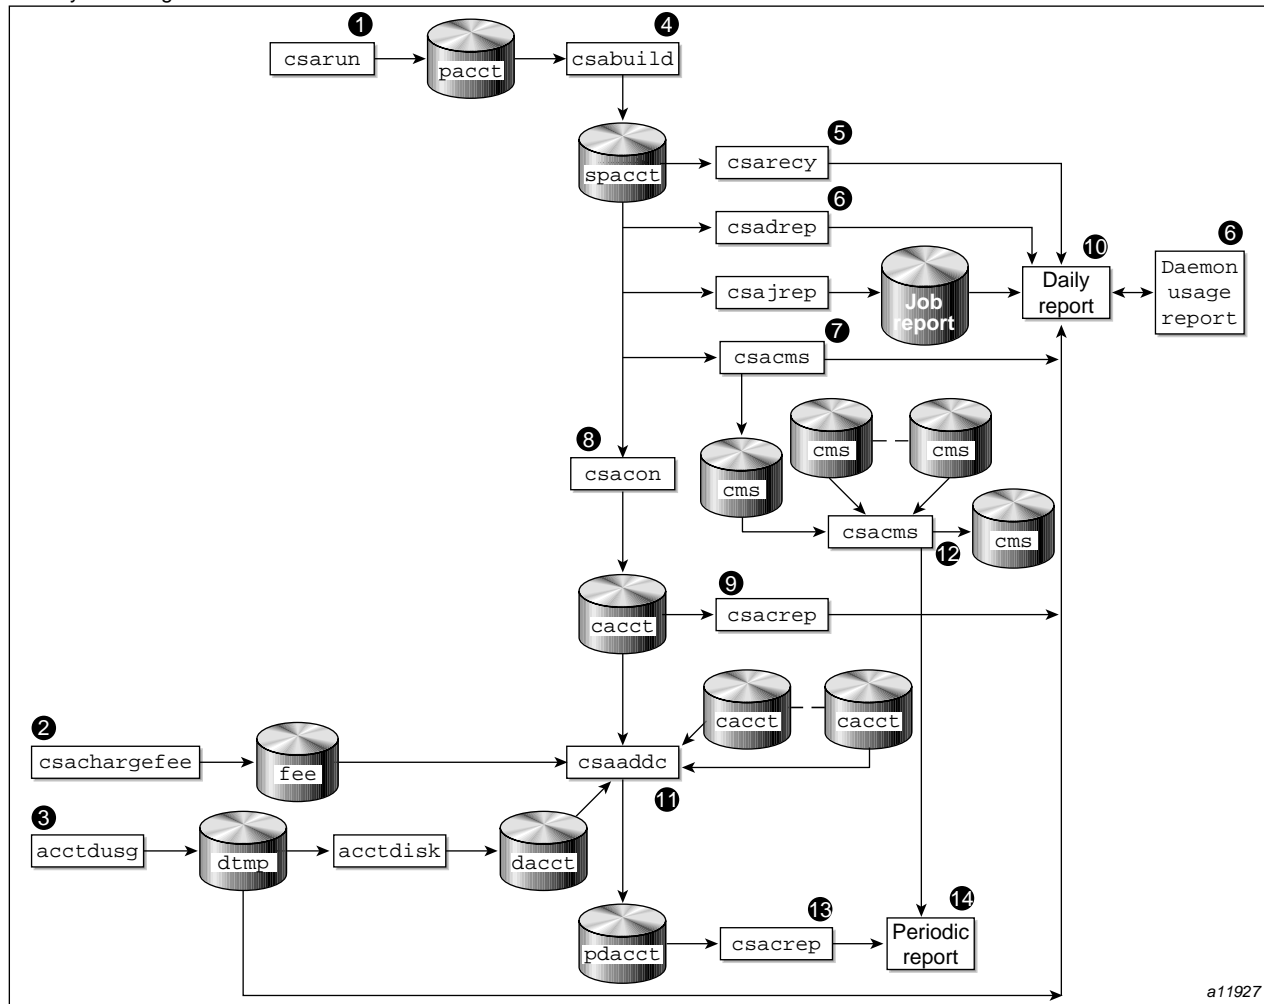 1
4
csarun
pacct
csabuild
5
spacct
csarecy
6
csadrep
10
6
Daemon
usage
report
Daily
report
csajrep
Job
report
7
csacms
8
cms
cms
csacon
cms
csacms
cms
12
9
cacct
csacrep
cacct
cacct
2
csachargefee
fee
csaaddc
11
3
acctdusg
dtmp
acctdisk
dacct
13
14
pdacct
csacrep
Periodic
report
a11927